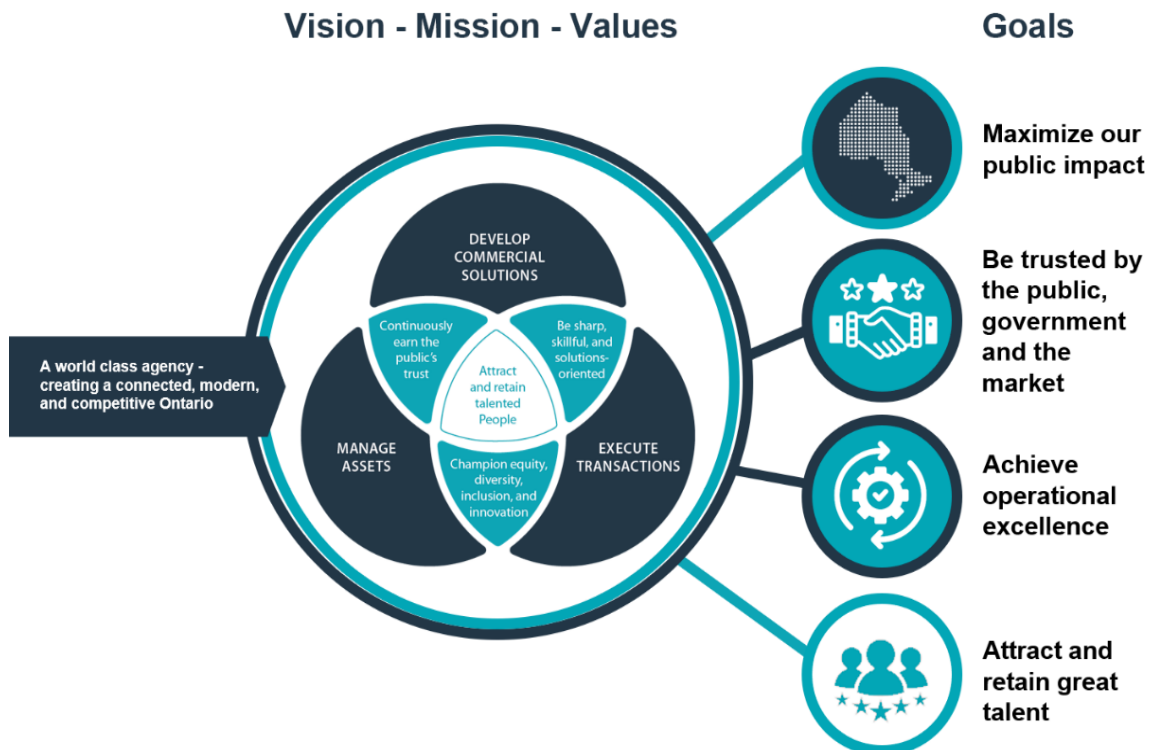 Vision - Mission - Values
Goals
A world class agency -
creating a connected, modern,
and competitive Ontario
DEVELOP
COMMERCIAL
SOLUTIONS
Continuously
earn the
public's
trust
Be sharp,
skillful, and
solutions-
oriented
Attract
and retain
talented
People
MANAGE
ASSETS
EXECUTE
TRANSACTIONS
Champion equity,
diversity,
inclusion, and
innovation
Maximize our
public impact
Be trusted by
the public,
government
and the
market
Achieve
operational
excellence
Attract and
retain great
talent